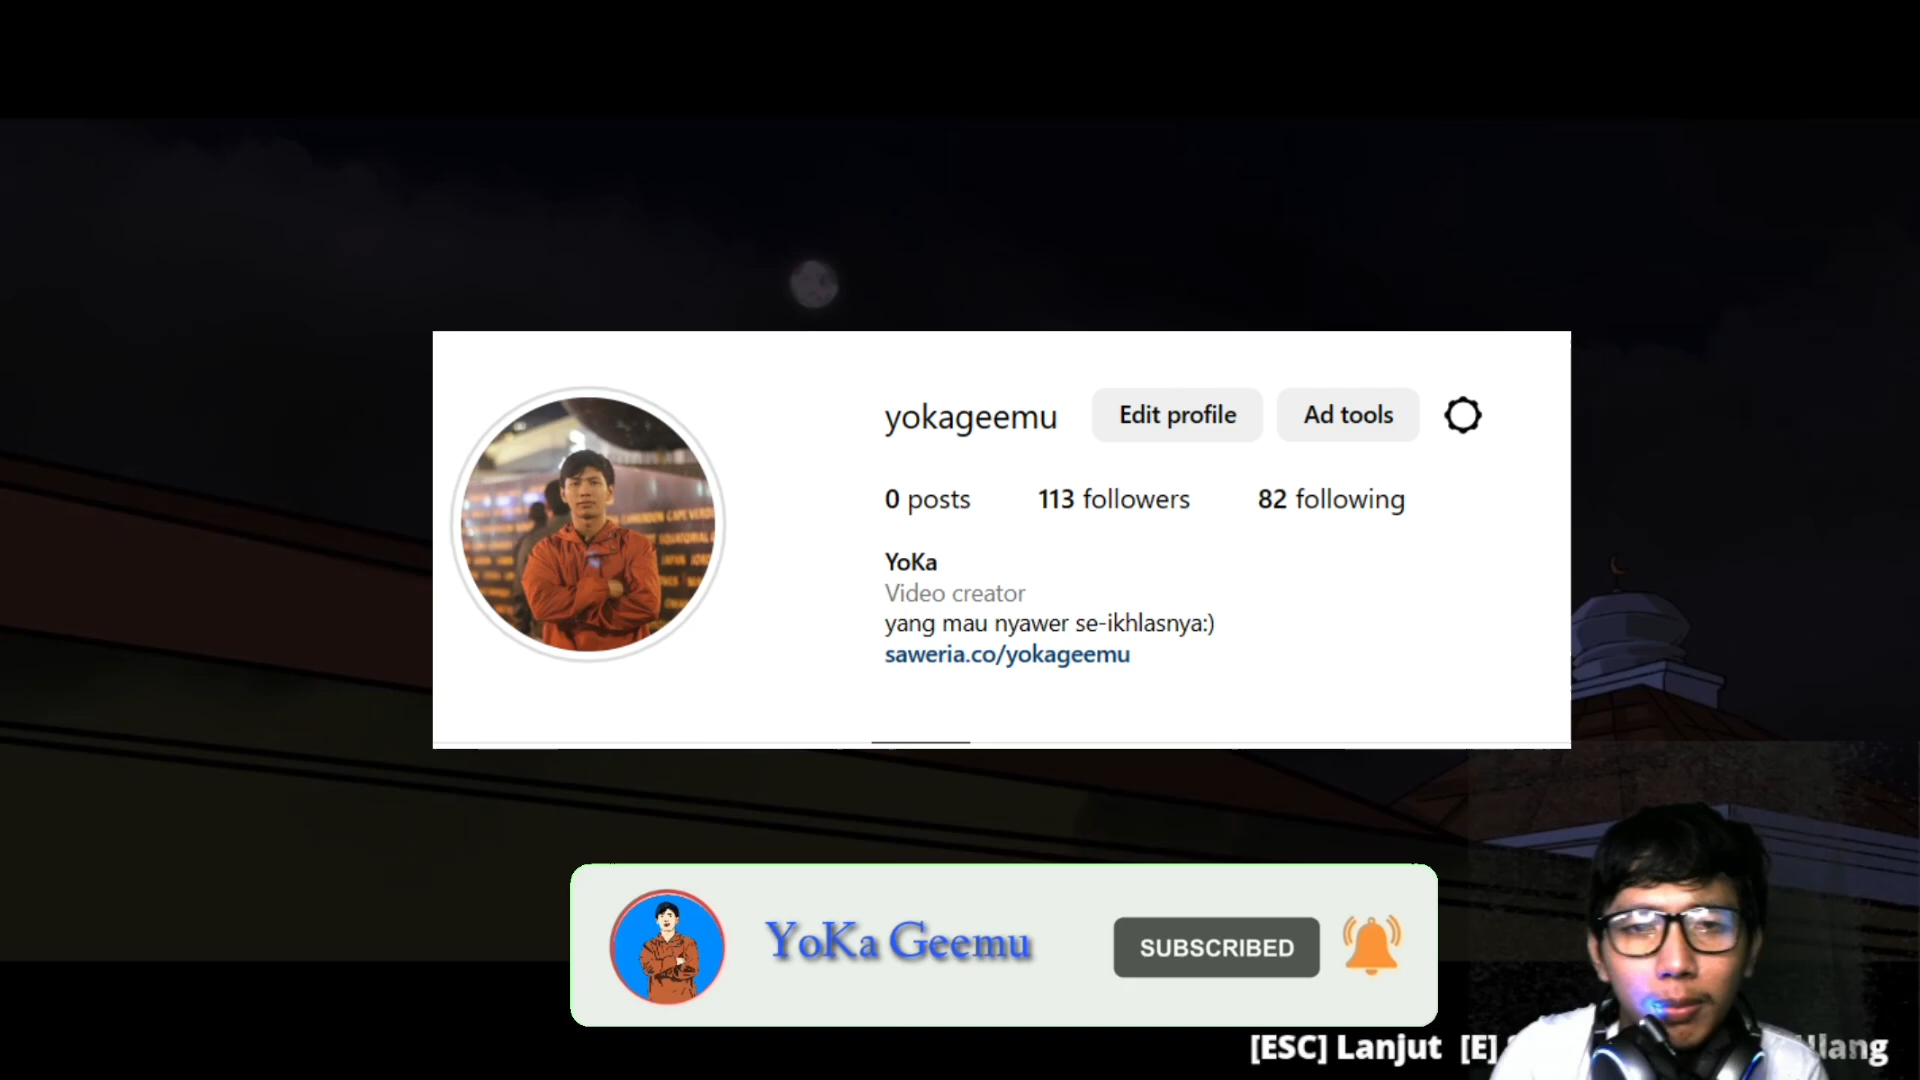 yokageemu Edit profile Ad tools
0 posts 113 followers 82 following
YoKa
Video creator
yang mau nyawer se-ikhlasnya:)
saweria.co/yokageemu
YoKa Geemu SUBSCRIBED
[ESC] Lanjut [E]